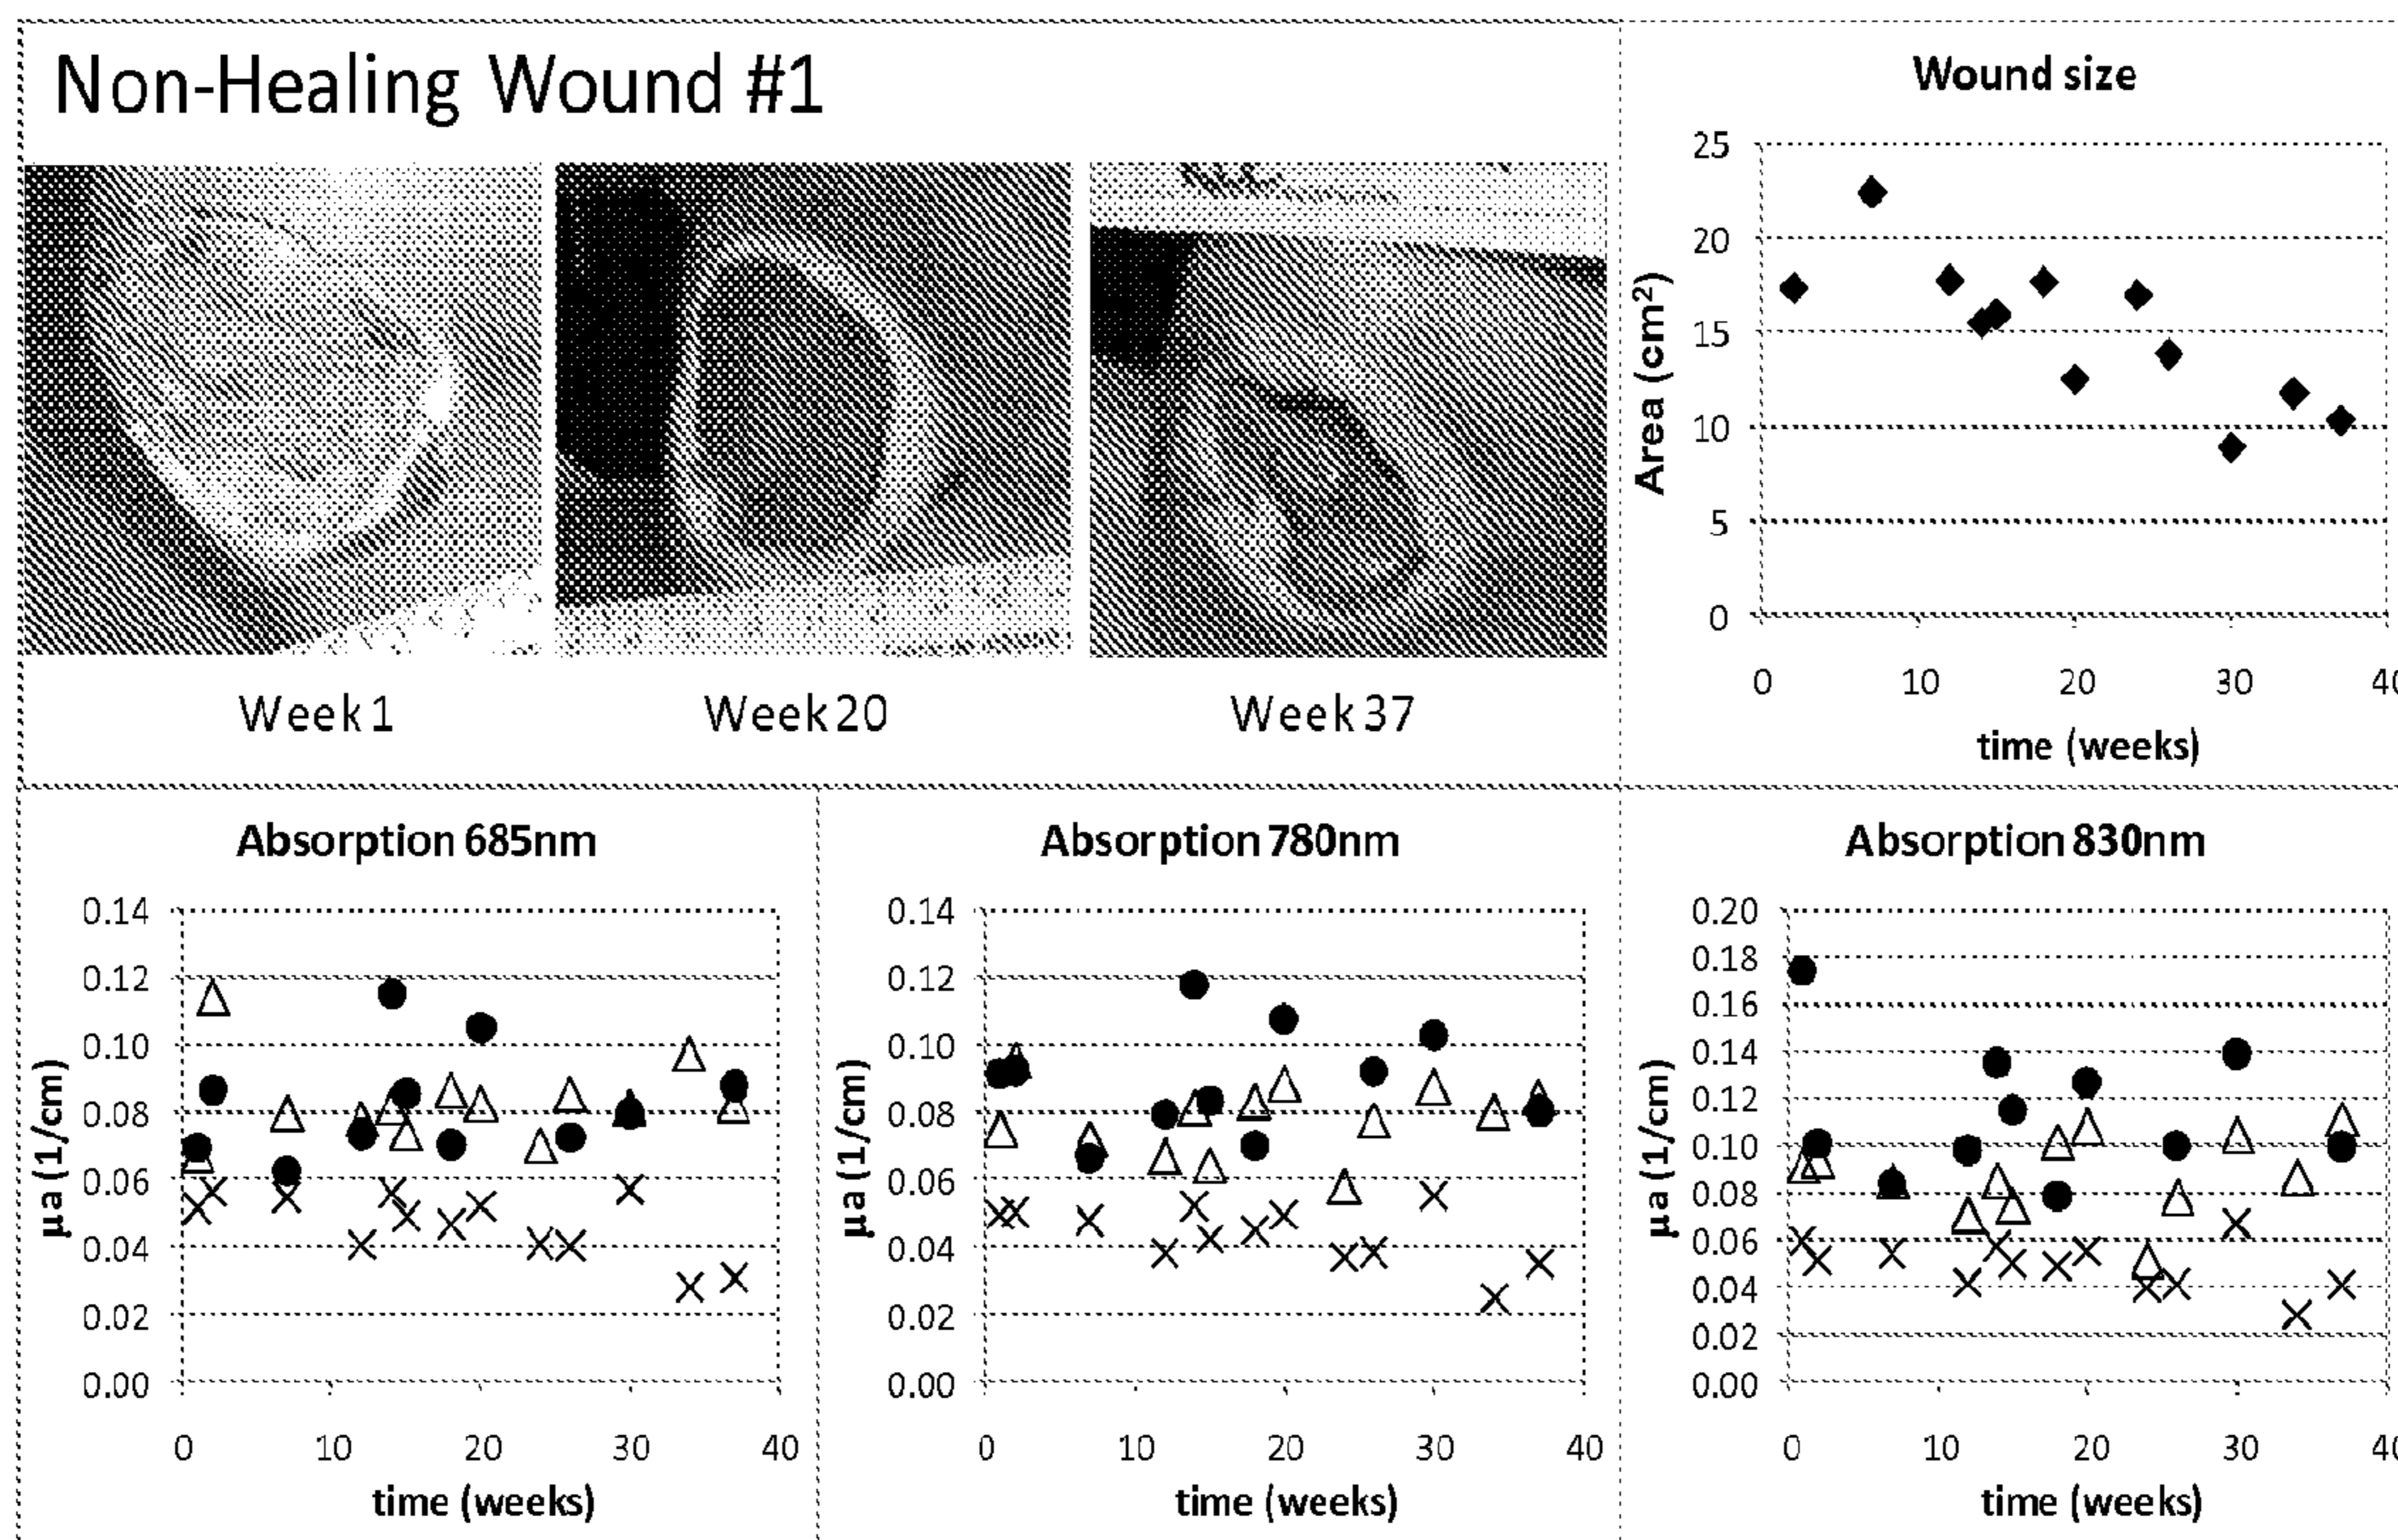 Non-Healing Wound #1
Week 1
Week 20
Week 37
Wound size
Area (cm²)
25
20
15
10
5
0
0 10 20 30 40
time (weeks)
Absorption 685nm
µa (1/cm)
0.14
0.12
0.10
0.08
0.06
0.04
0.02
0.00
0 10 20 30 40
time (weeks)
Absorption 780nm
µa (1/cm)
0.14
0.12
0.10
0.08
0.06
0.04
0.02
0.00
0 10 20 30 40
time (weeks)
Absorption 830nm
µa (1/cm)
0.20
0.18
0.16
0.14
0.12
0.10
0.08
0.06
0.04
0.02
0.00
0 10 20 30 40
time (weeks)